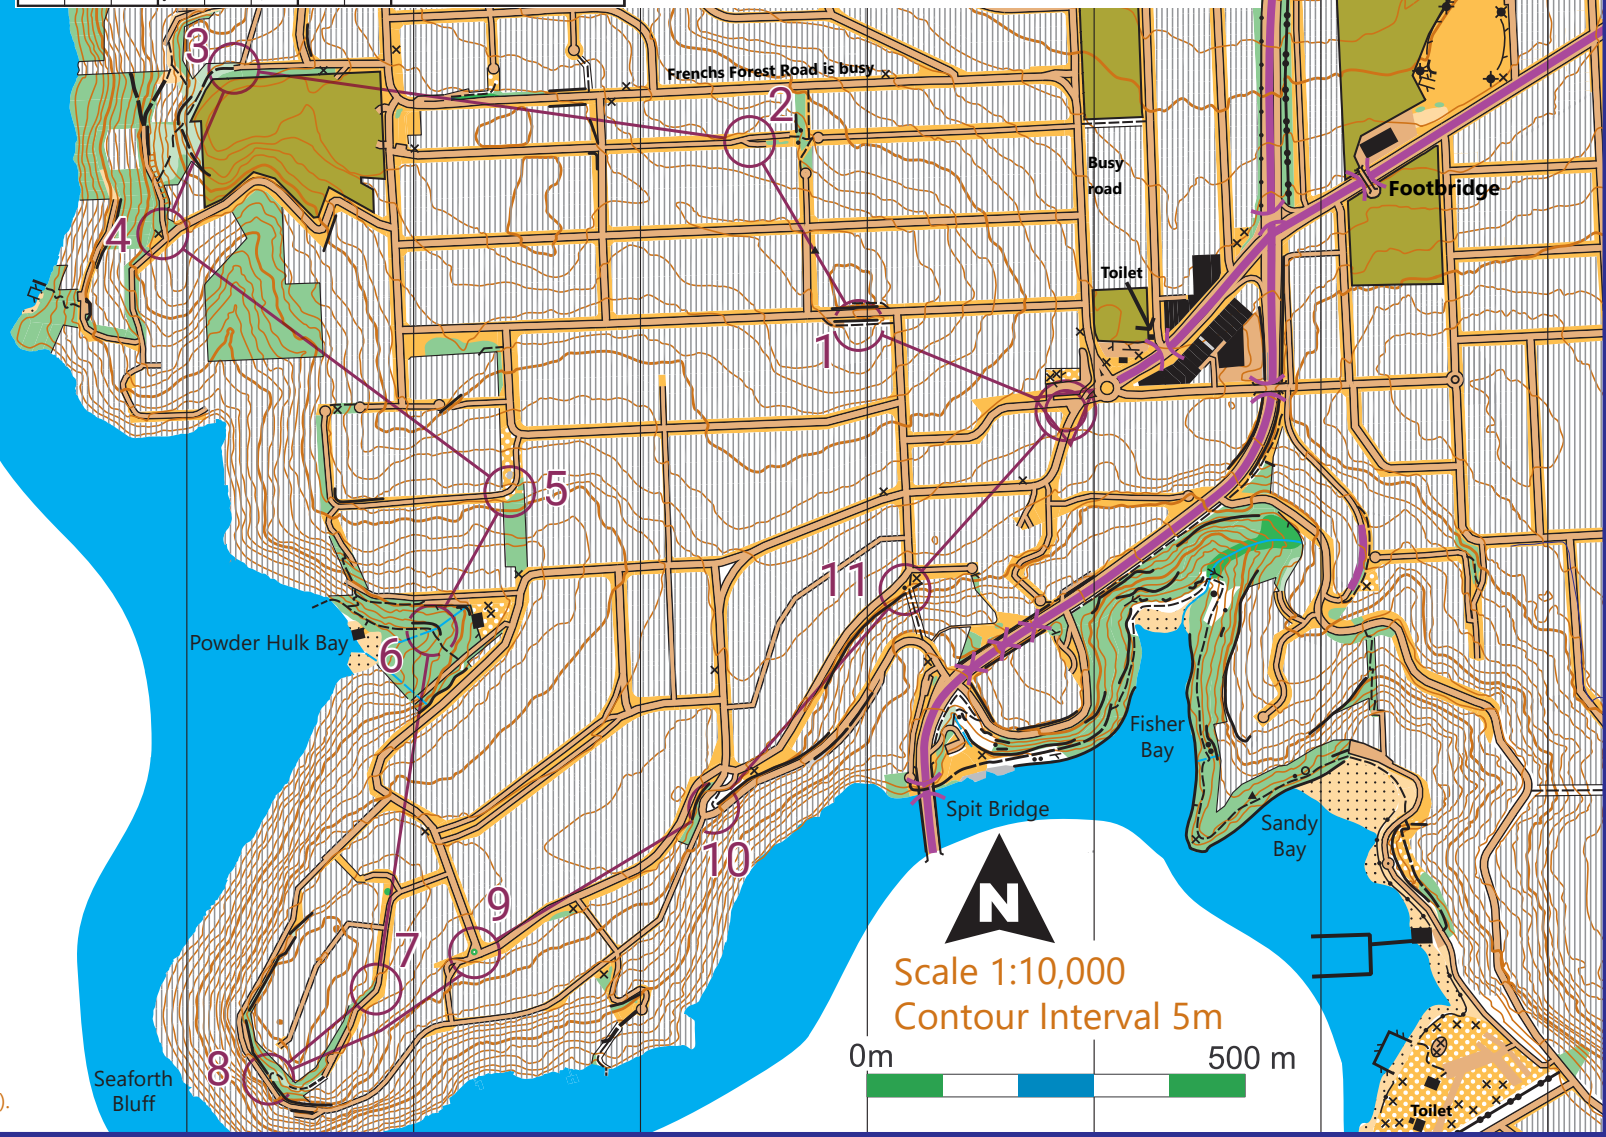 3
Frenchs Forest Road is busy
2
Busy
road
Footbridge
4
Toilet
1
5
11
Powder Hulk Bay
6
Fisher
Bay
Spit Bridge
Sandy
Bay
10
9
N
7
Scale 1:10,000
Contour Interval 5m
0m
500 m
8
Seaforth
Bluff
).
Toilet